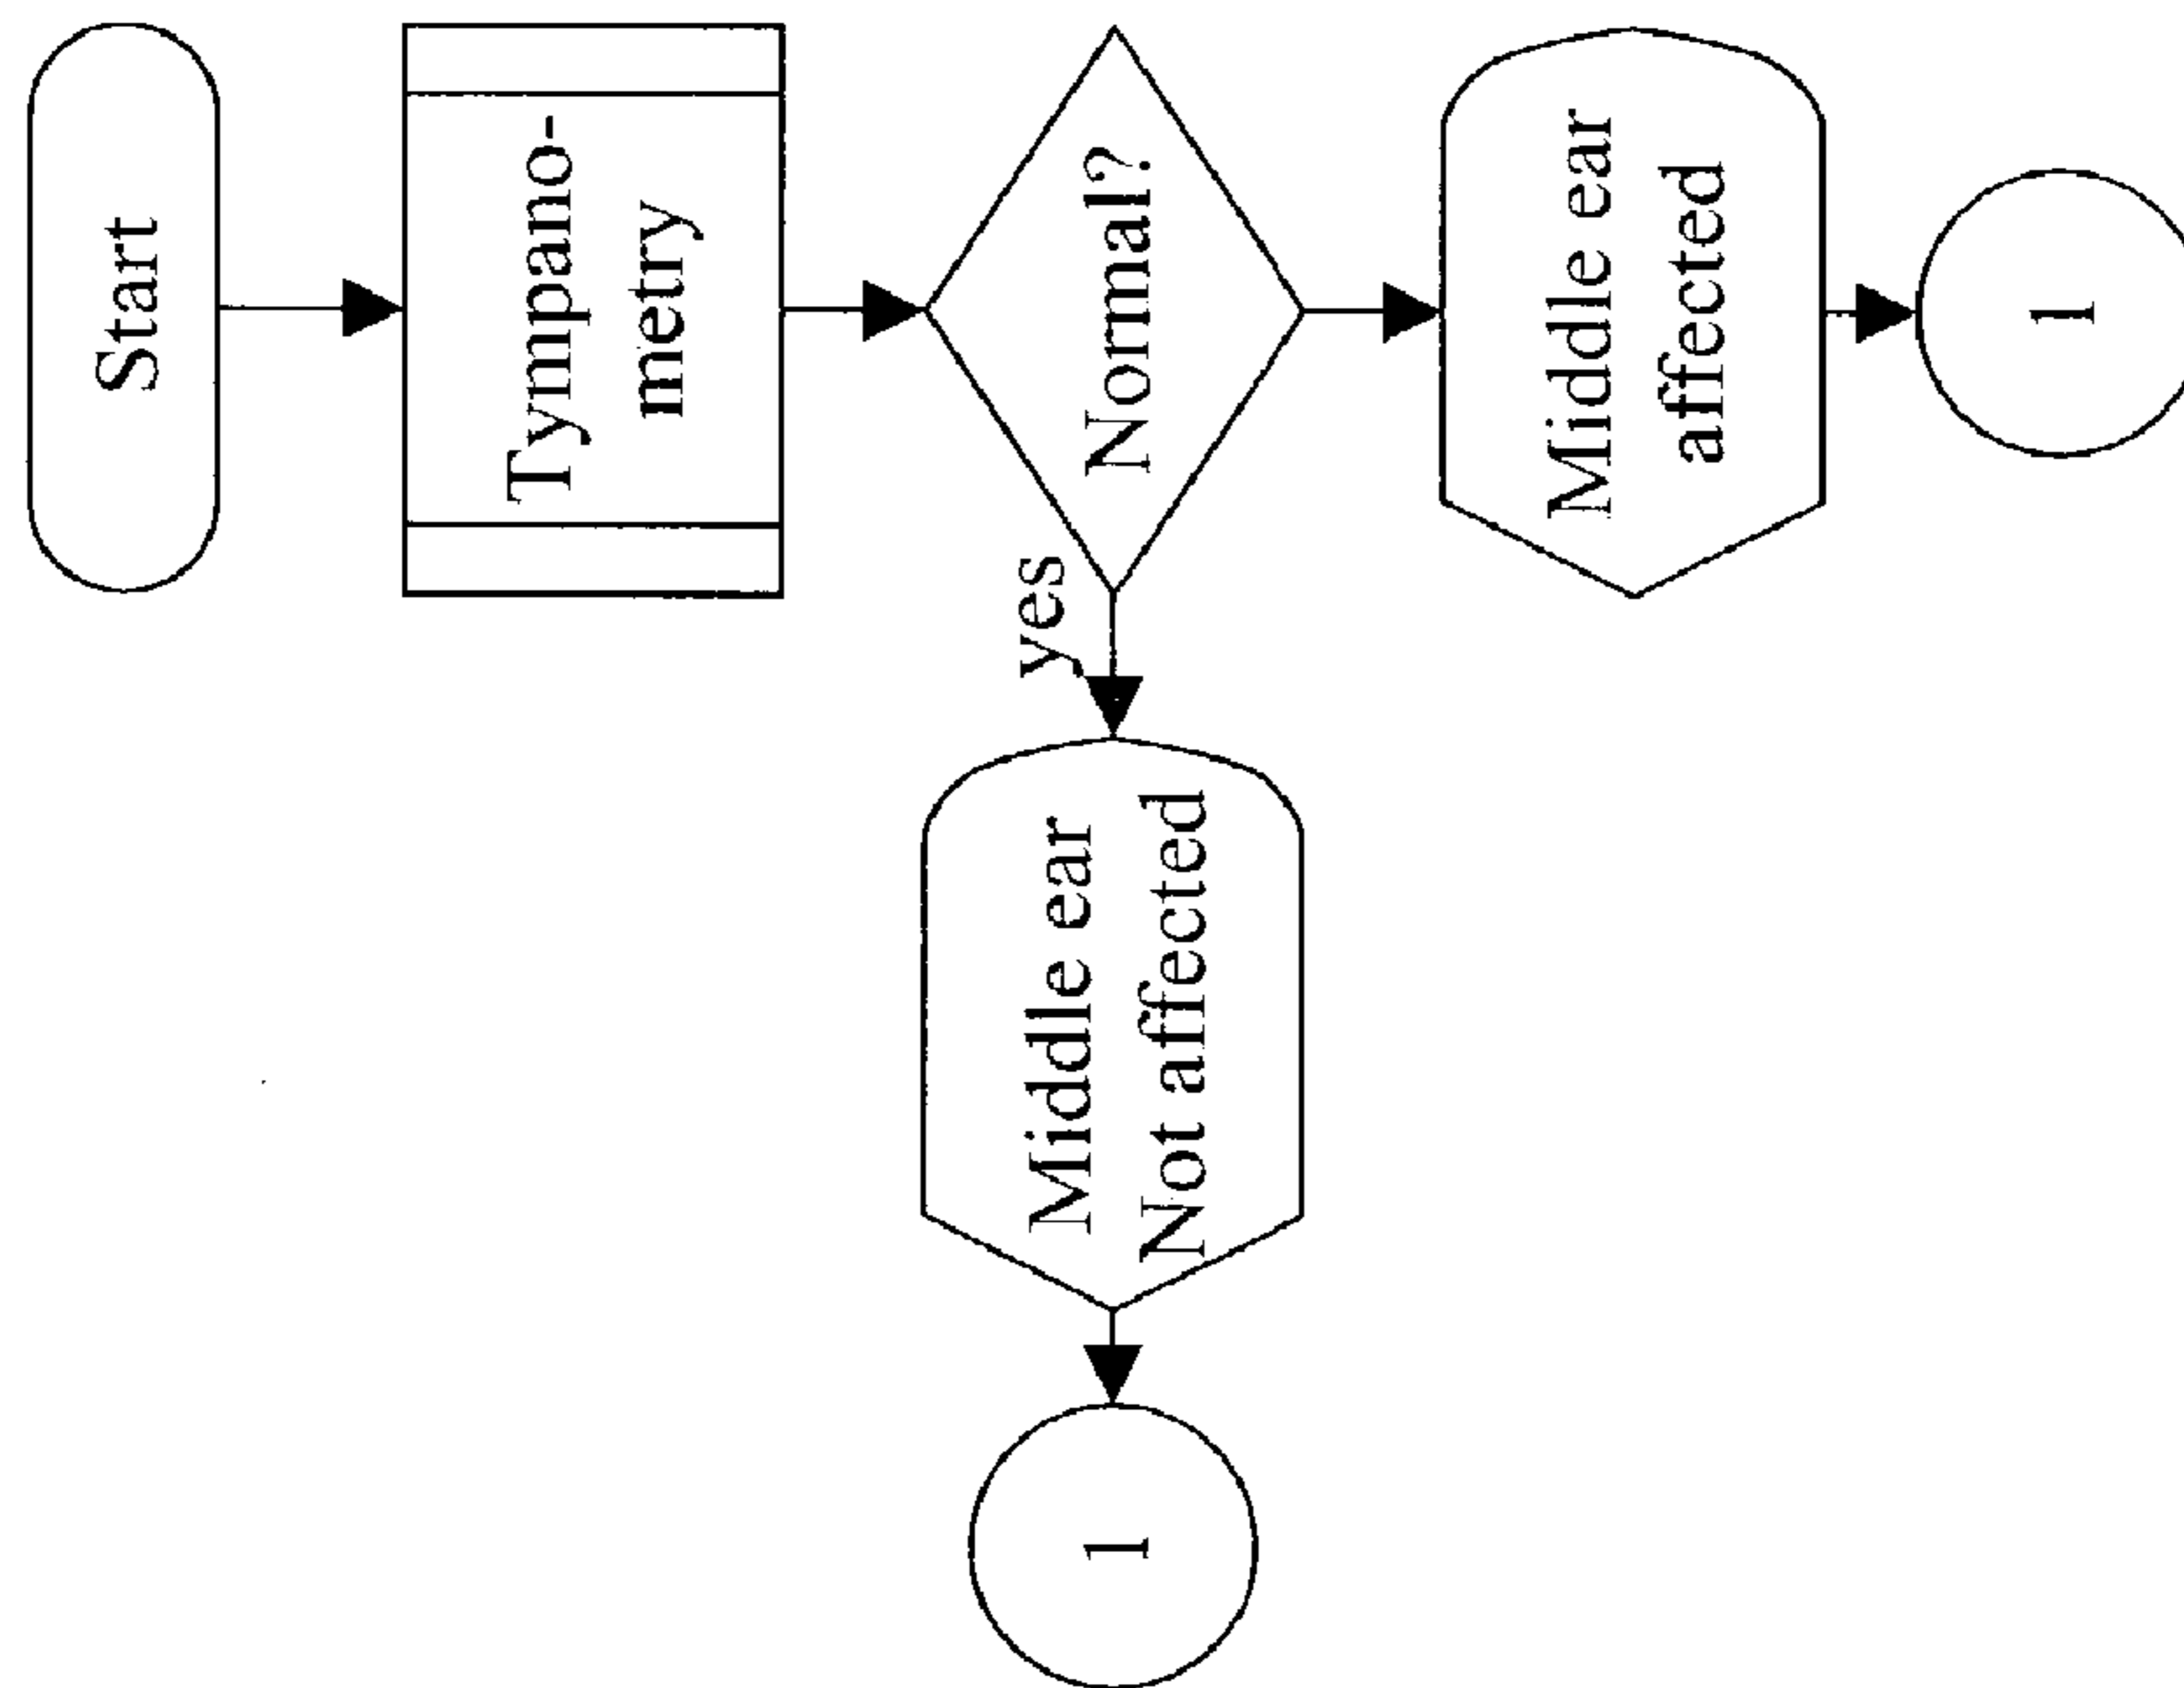 Start
Tympano-
metry
Normal?
yes
Middle ear
Not affected
1
Middle ear
affected
1